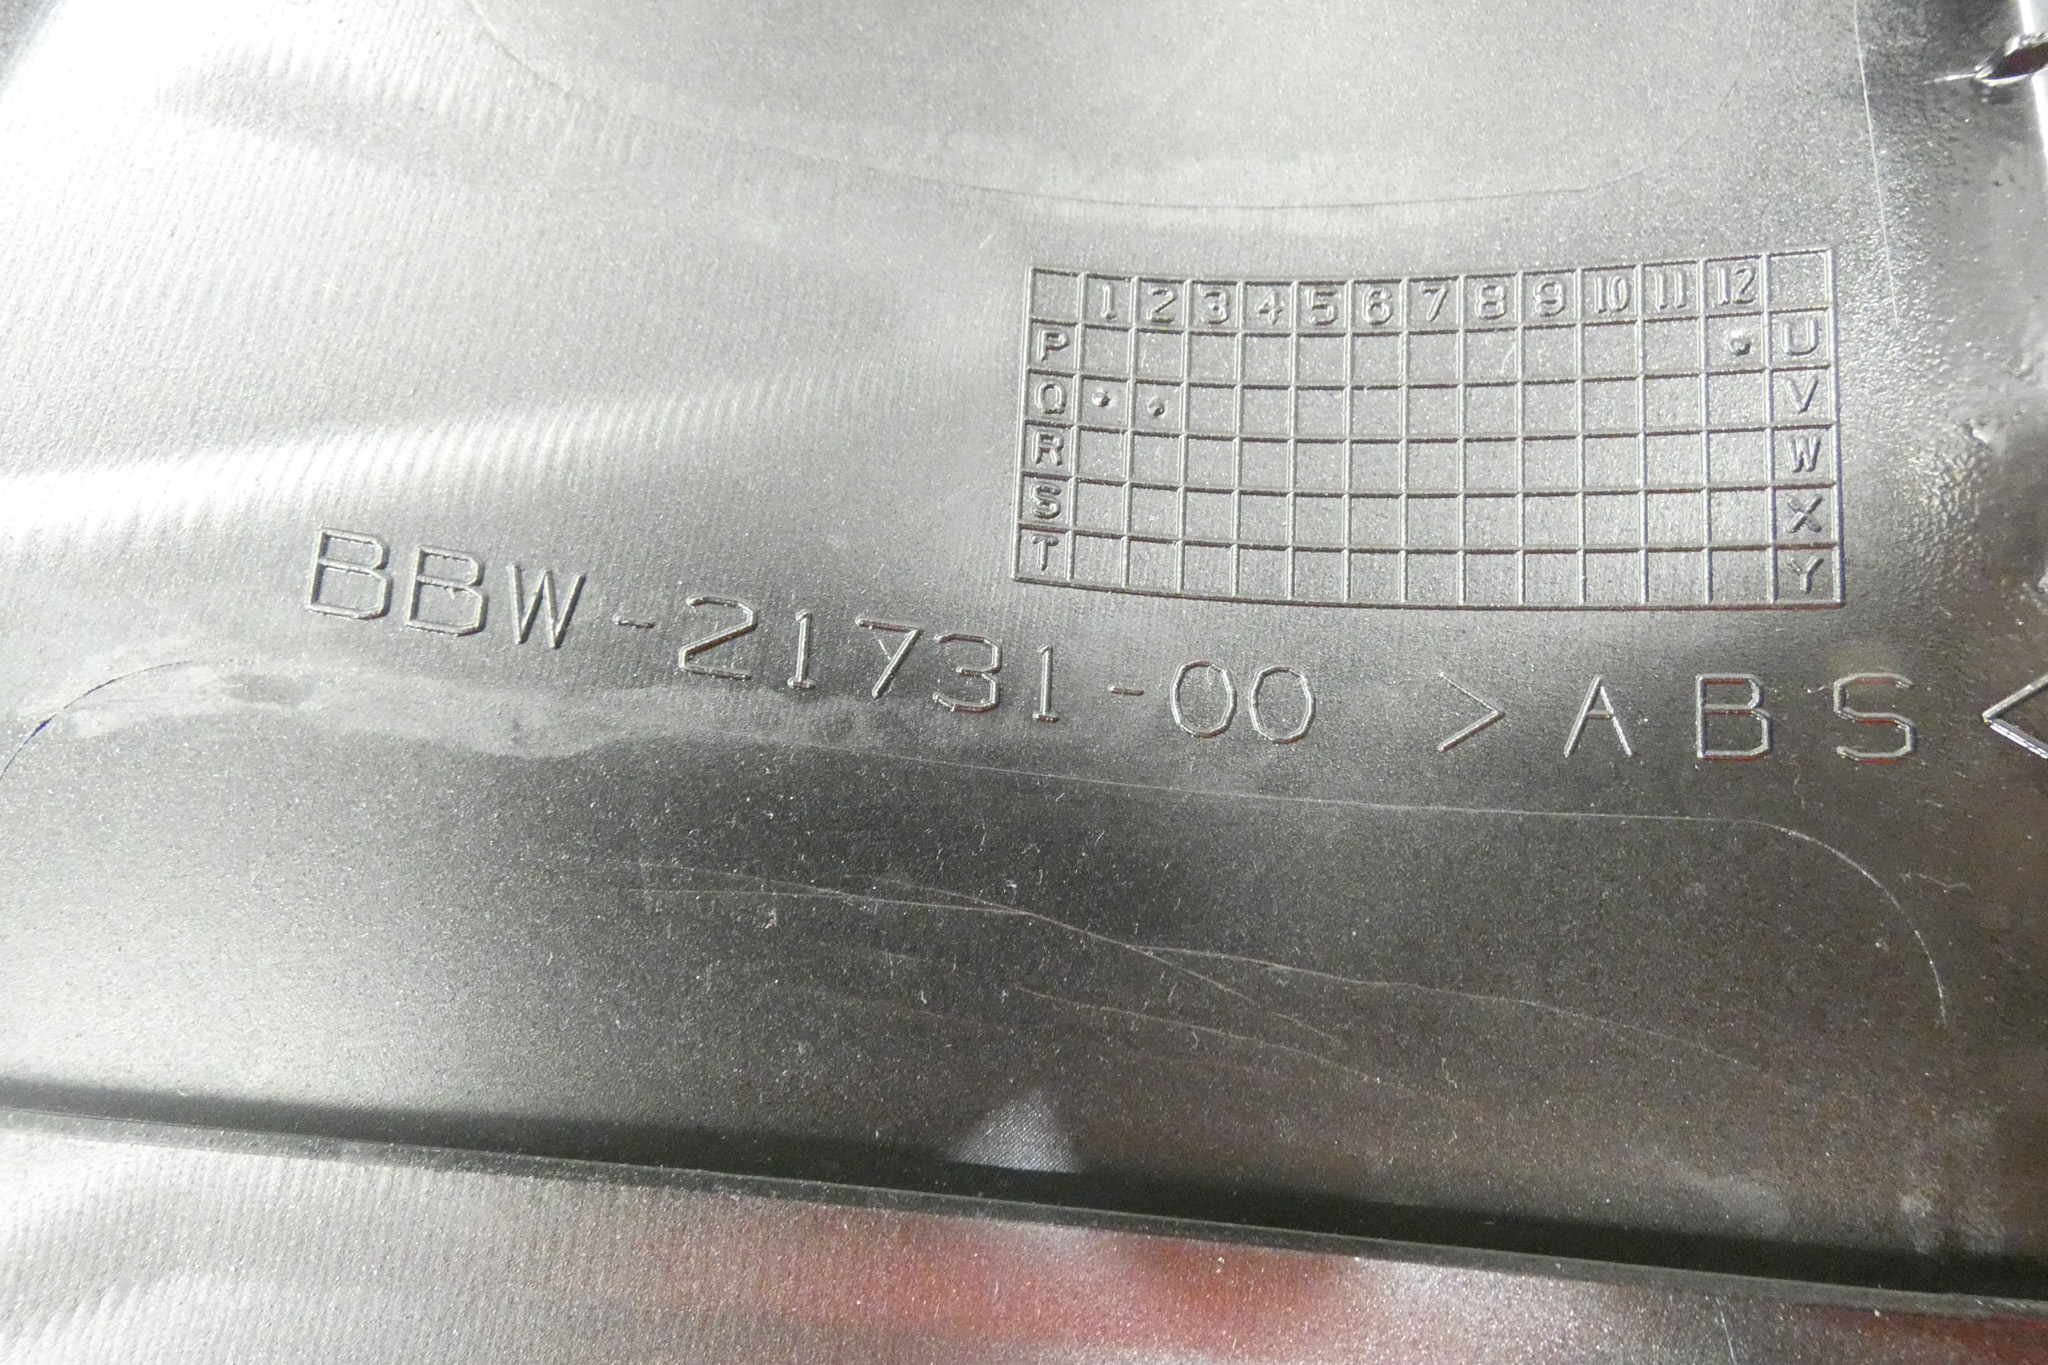 1 2 3 4 5 6 7 8 9 10 11 12
P U
Q V
R W
S X
T Y
BBW-21731-00 >ABS<